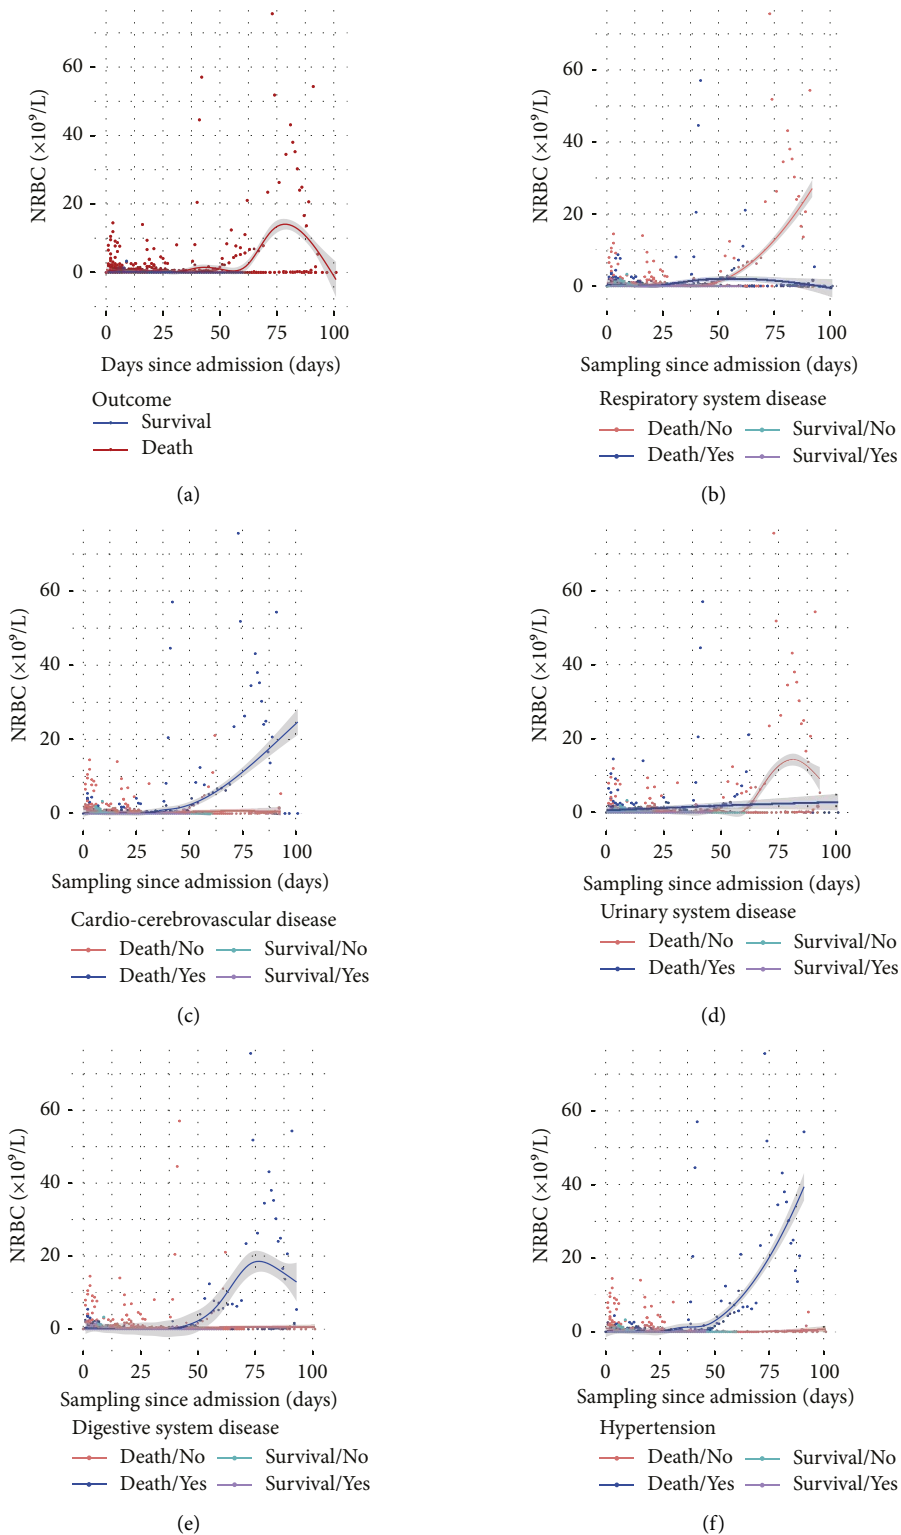 NRBC (×10⁹/L)
60
40
20
0
0 25 50 75 100
Days since admission (days)
Outcome
Survival
Death
(a)
NRBC (×10⁹/L)
60
40
20
0
0 25 50 75 100
Sampling since admission (days)
Respiratory system disease
Death/No Survival/No
Death/Yes Survival/Yes
(b)
NRBC (×10⁹/L)
60
40
20
0
0 25 50 75 100
Sampling since admission (days)
Cardio-cerebrovascular disease
Death/No Survival/No
Death/Yes Survival/Yes
(c)
NRBC (×10⁹/L)
60
40
20
0
0 25 50 75 100
Sampling since admission (days)
Urinary system disease
Death/No Survival/No
Death/Yes Survival/Yes
(d)
NRBC (×10⁹/L)
60
40
20
0
0 25 50 75 100
Sampling since admission (days)
Digestive system disease
Death/No Survival/No
Death/Yes Survival/Yes
(e)
NRBC (×10⁹/L)
60
40
20
0
0 25 50 75 100
Sampling since admission (days)
Hypertension
Death/No Survival/No
Death/Yes Survival/Yes
(f)